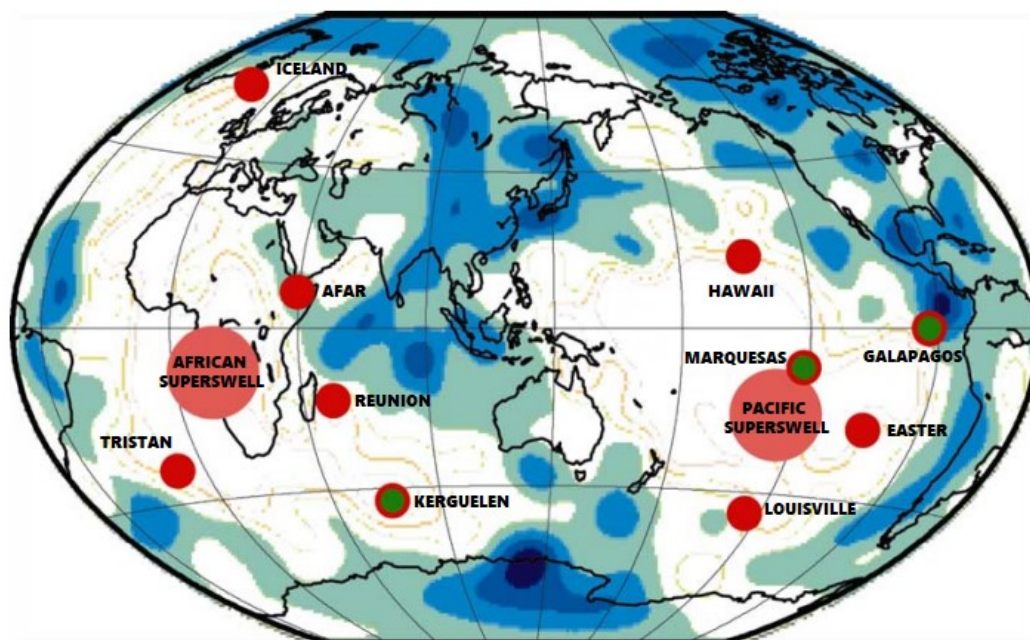 ICELAND
AFAR
HAWAII
AFRICAN
SUPERSWELL
MARQUESAS
GALAPAGOS
REUNION
PACIFIC
SUPERSWELL
EASTER
TRISTAN
KERGUELEN
LOUISVILLE